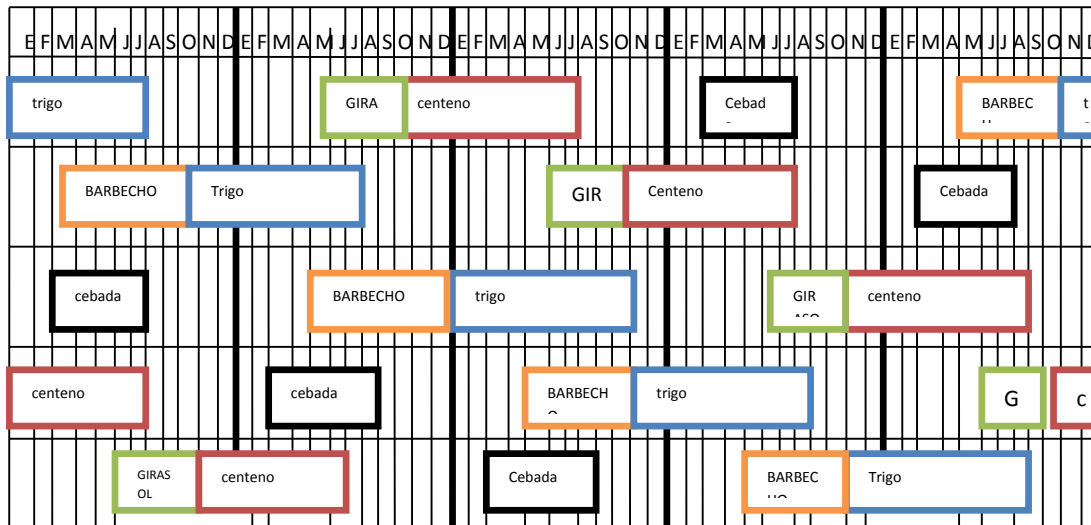 E F M A M J J A S O N D E F M A M J J A S O N D E F M A M J J A S O N D E F M A M J J A S O N D E F M A M J J A S O N D
trigo GIRA centeno Cebad BARBEC t
BARBECHO Trigo GIR Centeno Cebada
cebada BARBECHO trigo GIR centeno
ASO
centeno cebada BARBECH trigo G c
GIRAS centeno Cebada BARBEC Trigo
OL